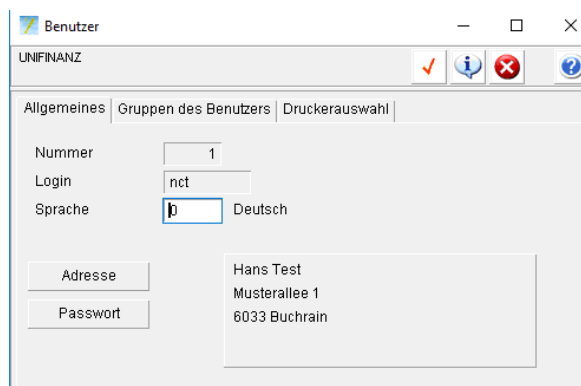 Benutzer
UNIFINANZ
Allgemeines Gruppen des Benutzers Druckerauswahl
Nummer 1
Login nct
Sprache 0 Deutsch
Adresse
Passwort
Hans Test
Musterallee 1
6033 Buchrain